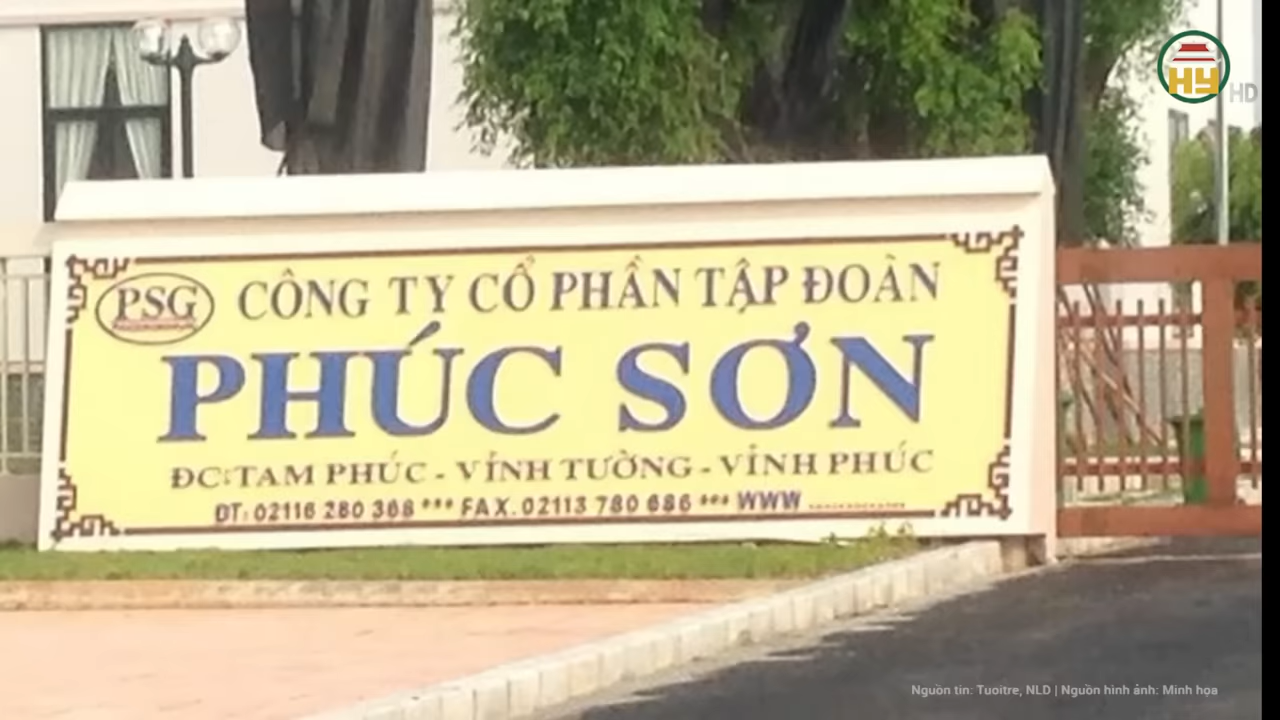 HY HD
PSG
CÔNG TY CỔ PHẦN TẬP ĐOÀN
PHÚC SƠN
ĐC: TAM PHÚC - VĨNH TƯỜNG - VĨNH PHÚC
ĐT: 02116 280 368 *** FAX. 02113 780 686 *** WWW
Nguồn tin: Tuoitre, NLD | Nguồn hình ảnh: Minh họa